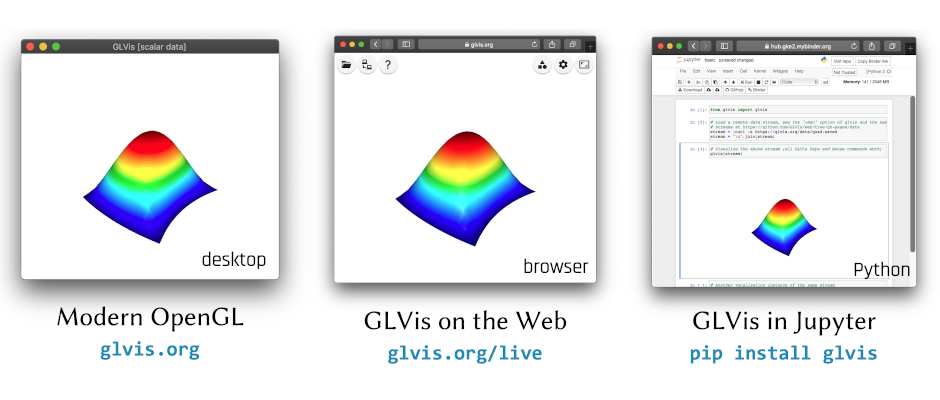 GLVis [scalar data]
desktop
Modern OpenGL
glvis.org
glvis.org
browser
GLVis on the Web
glvis.org/live
hub.gke2.mybinder.org
jupyter basic (unsaved changes)
Visit repo Copy Binder link
File Edit View Insert Cell Kernel Widgets Help
Not Trusted Python 3
Run Code
Memory: 141 / 2048 MB
Download GitHub Binder
In [1]: from glvis import glvis
In [2]: # Load a remote data stream, see the "-sav" option of glvis and the
# streams at https://github.com/GLVis/web/tree/gh-pages/data
stream = !curl -s https://glvis.org/data/quad.saved
stream = "\n".join(stream)
In [3]: # Visualize the above stream (all GLVis keys and mouse commands work)
glvis(stream)
Python
# Another visualization instance of the same stream
GLVis in Jupyter
pip install glvis